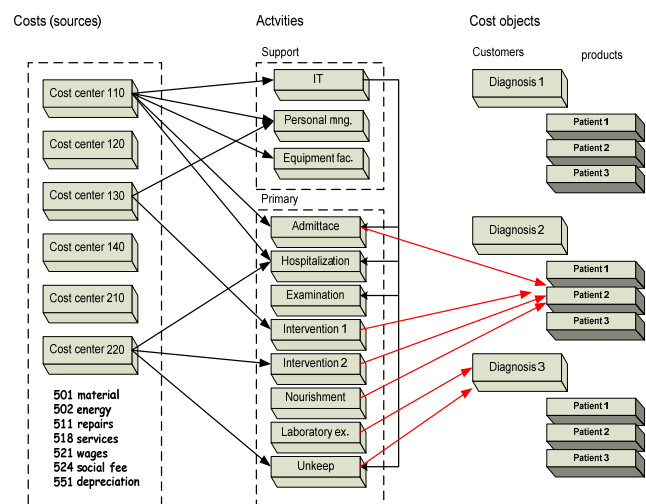 Costs (sources)
Actvities
Cost objects
Support
Customers
products
Cost center 110
Cost center 120
Cost center 130
Cost center 140
Cost center 210
Cost center 220
501 material
502 energy
511 repairs
518 services
521 wages
524 social fee
551 depreciation
IT
Personal mng.
Equipment fac.
Primary
Admittace
Hospitalization
Examination
Intervention 1
Intervention 2
Nourishment
Laboratory ex.
Unkeep
Diagnosis 1
Patient 1
Patient 2
Patient 3
Diagnosis 2
Patient 1
Patient 2
Patient 3
Diagnosis 3
Patient 1
Patient 2
Patient 3